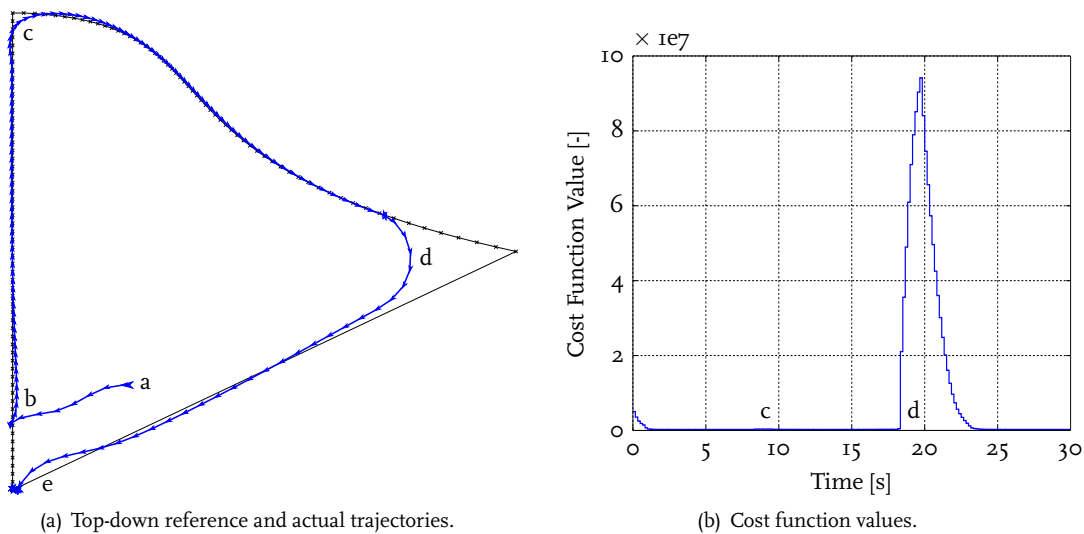 c
d
a
b
e
(a) Top-down reference and actual trajectories.
× 1e7
10
8
6
4
2
0
Cost Function Value [-]
c
d
0 5 10 15 20 25 30
Time [s]
(b) Cost function values.